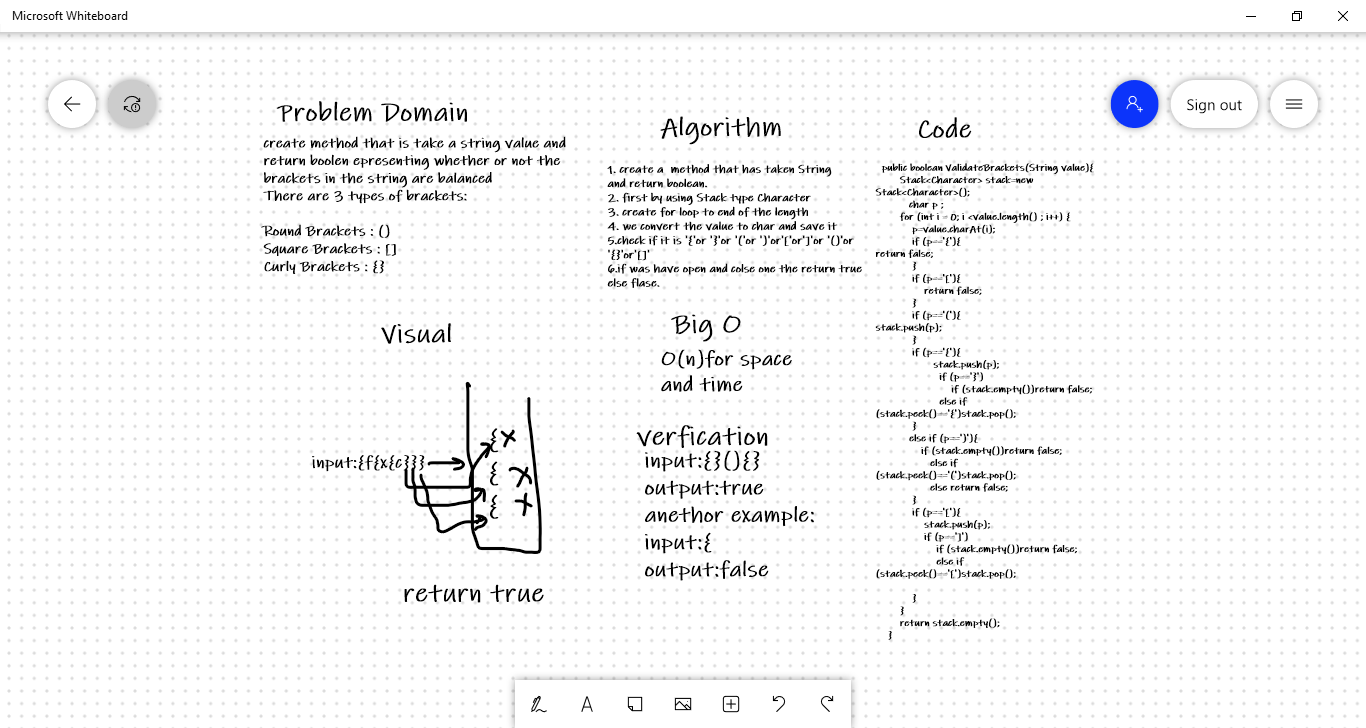 Microsoft Whiteboard
Sign out
Problem Domain
create method that is take a string value and
return boolen epresenting whether or not the
brackets in the string are balanced
There are 3 types of brackets:
Round Brackets : ()
Square Brackets : []
Curly Brackets : {}
Visual
input:{f{x{c}}}
{ x
{ x
{ x
return true
Algorithm
1. create a method that has taken String
and return boolean.
2. first by using Stack type Character
3. create for loop to end of the length
4. we convert the value to char and save it
5.check if it is '{'or '}'or '('or ')'or'['or']'or '()'or
'{}'or'[]'
6.if was have open and colse one the return true
else flase.
Big O
O(n)for space
and time
verfication
input:{}(){}
output:true
anethor example:
input:{
output:false
Code
public boolean ValidateBrackets(String value){
Stack<Character> stack=new
Stack<Character>();
char p ;
for (int i = 0; i <value.length() ; i++) {
p=value.charAt(i);
if (p=='{'){
return false;
}
if (p=='['){
return false;
}
if (p=='('){
stack.push(p);
}
if (p=='{'){
stack.push(p);
if (p=='}')
if (stack.empty())return false;
else if
(stack.peek()=='{')stack.pop();
}
else if (p==')'){
if (stack.empty())return false;
else if
(stack.peek()=='(')stack.pop();
else return false;
}
if (p=='['){
stack.push(p);
if (p==']')
if (stack.empty())return false;
else if
(stack.peek()=='[')stack.pop();
}
}
return stack.empty();
}